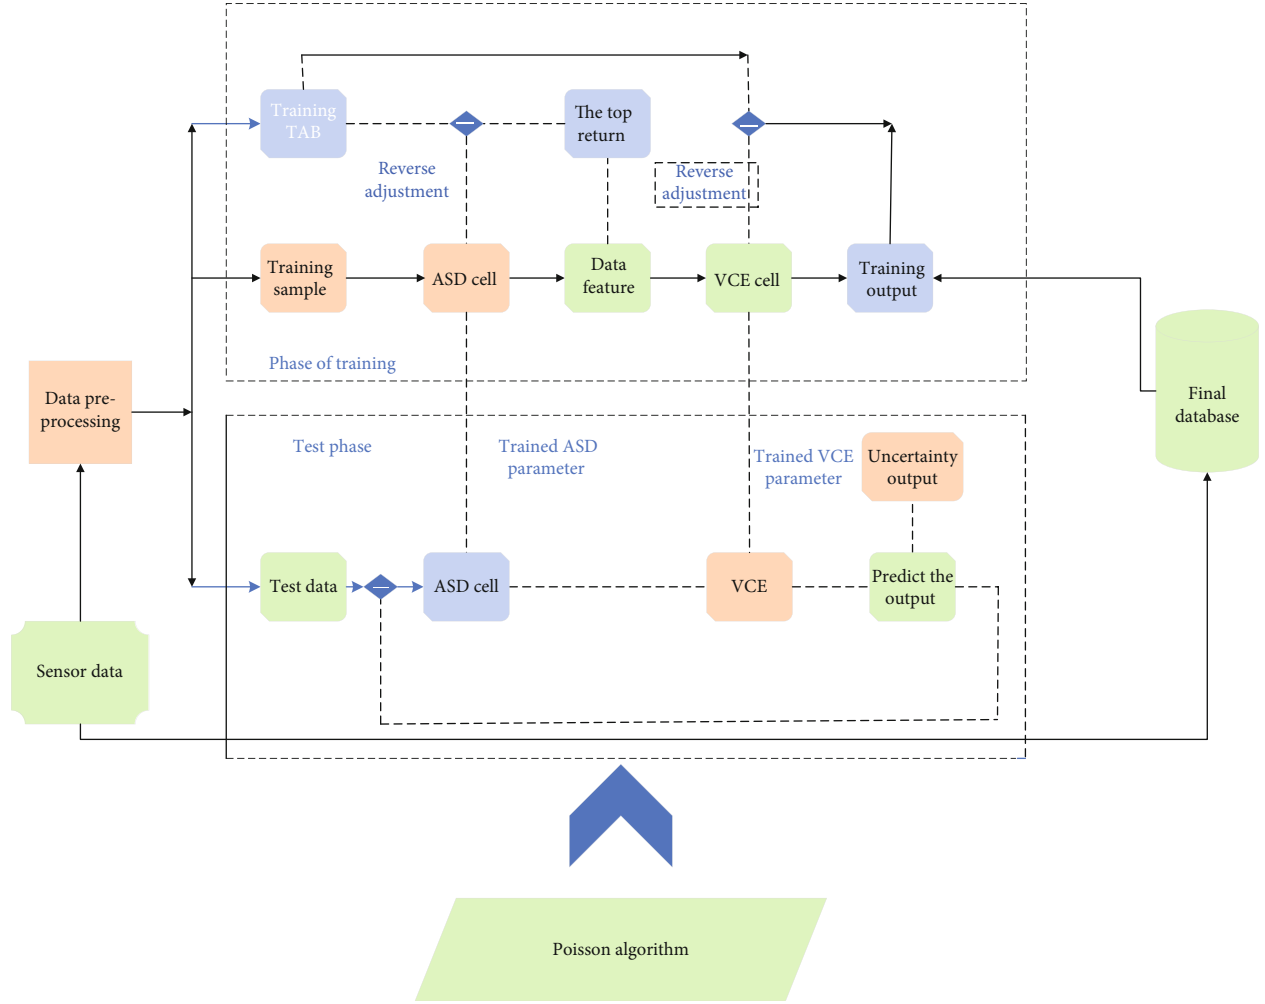 Training
TAB
The top
return
Reverse
adjustment
Reverse
adjustment
Training
sample
ASD cell
Data
feature
VCE cell
Training
output
Phase of training
Data pre-
processing
Final
database
Test phase
Trained ASD
parameter
Trained VCE
parameter
Uncertainty
output
Test data
ASD cell
VCE
Predict the
output
Sensor data
Poisson algorithm